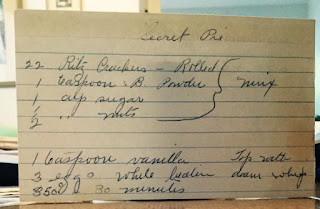 Secret Pie
22 Ritz Crackers - Rolled
1 teaspoon B. Powder } mix
1 cup sugar
1/2 " nuts
1 teaspoon vanilla Top with
3 eggs white beaten dream whip
350° 30 minutes